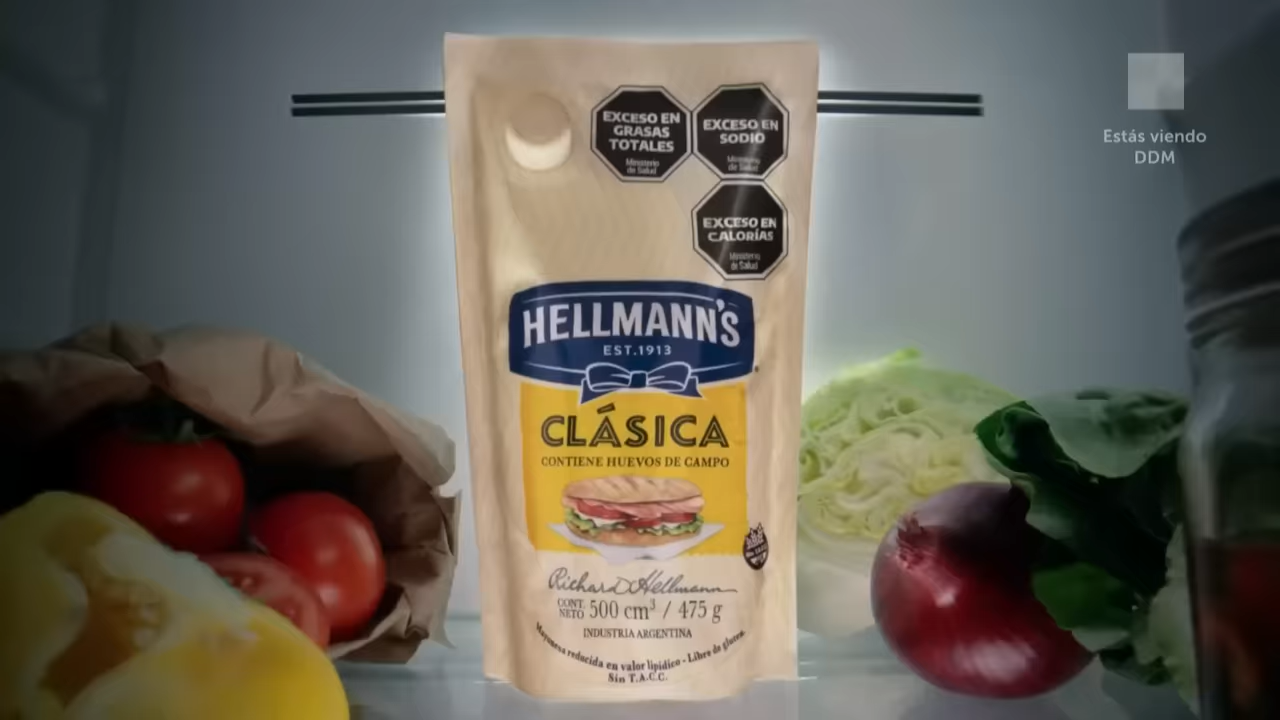 EXCESO EN
GRASAS
TOTALES
Ministerio
de Salud
EXCESO EN
SODIO
Ministerio
de Salud
EXCESO EN
CALORÍAS
Ministerio
de Salud
Estás viendo
DDM
HELLMANN'S
EST.1913
CLÁSICA
CONTIENE HUEVOS DE CAMPO
Richard Hellmann
CONT.
NETO 500 cm³ / 475 g
INDUSTRIA ARGENTINA
Mayonesa reducida en valor lipídico - Libre de gluten.
Sin T.A.C.C.